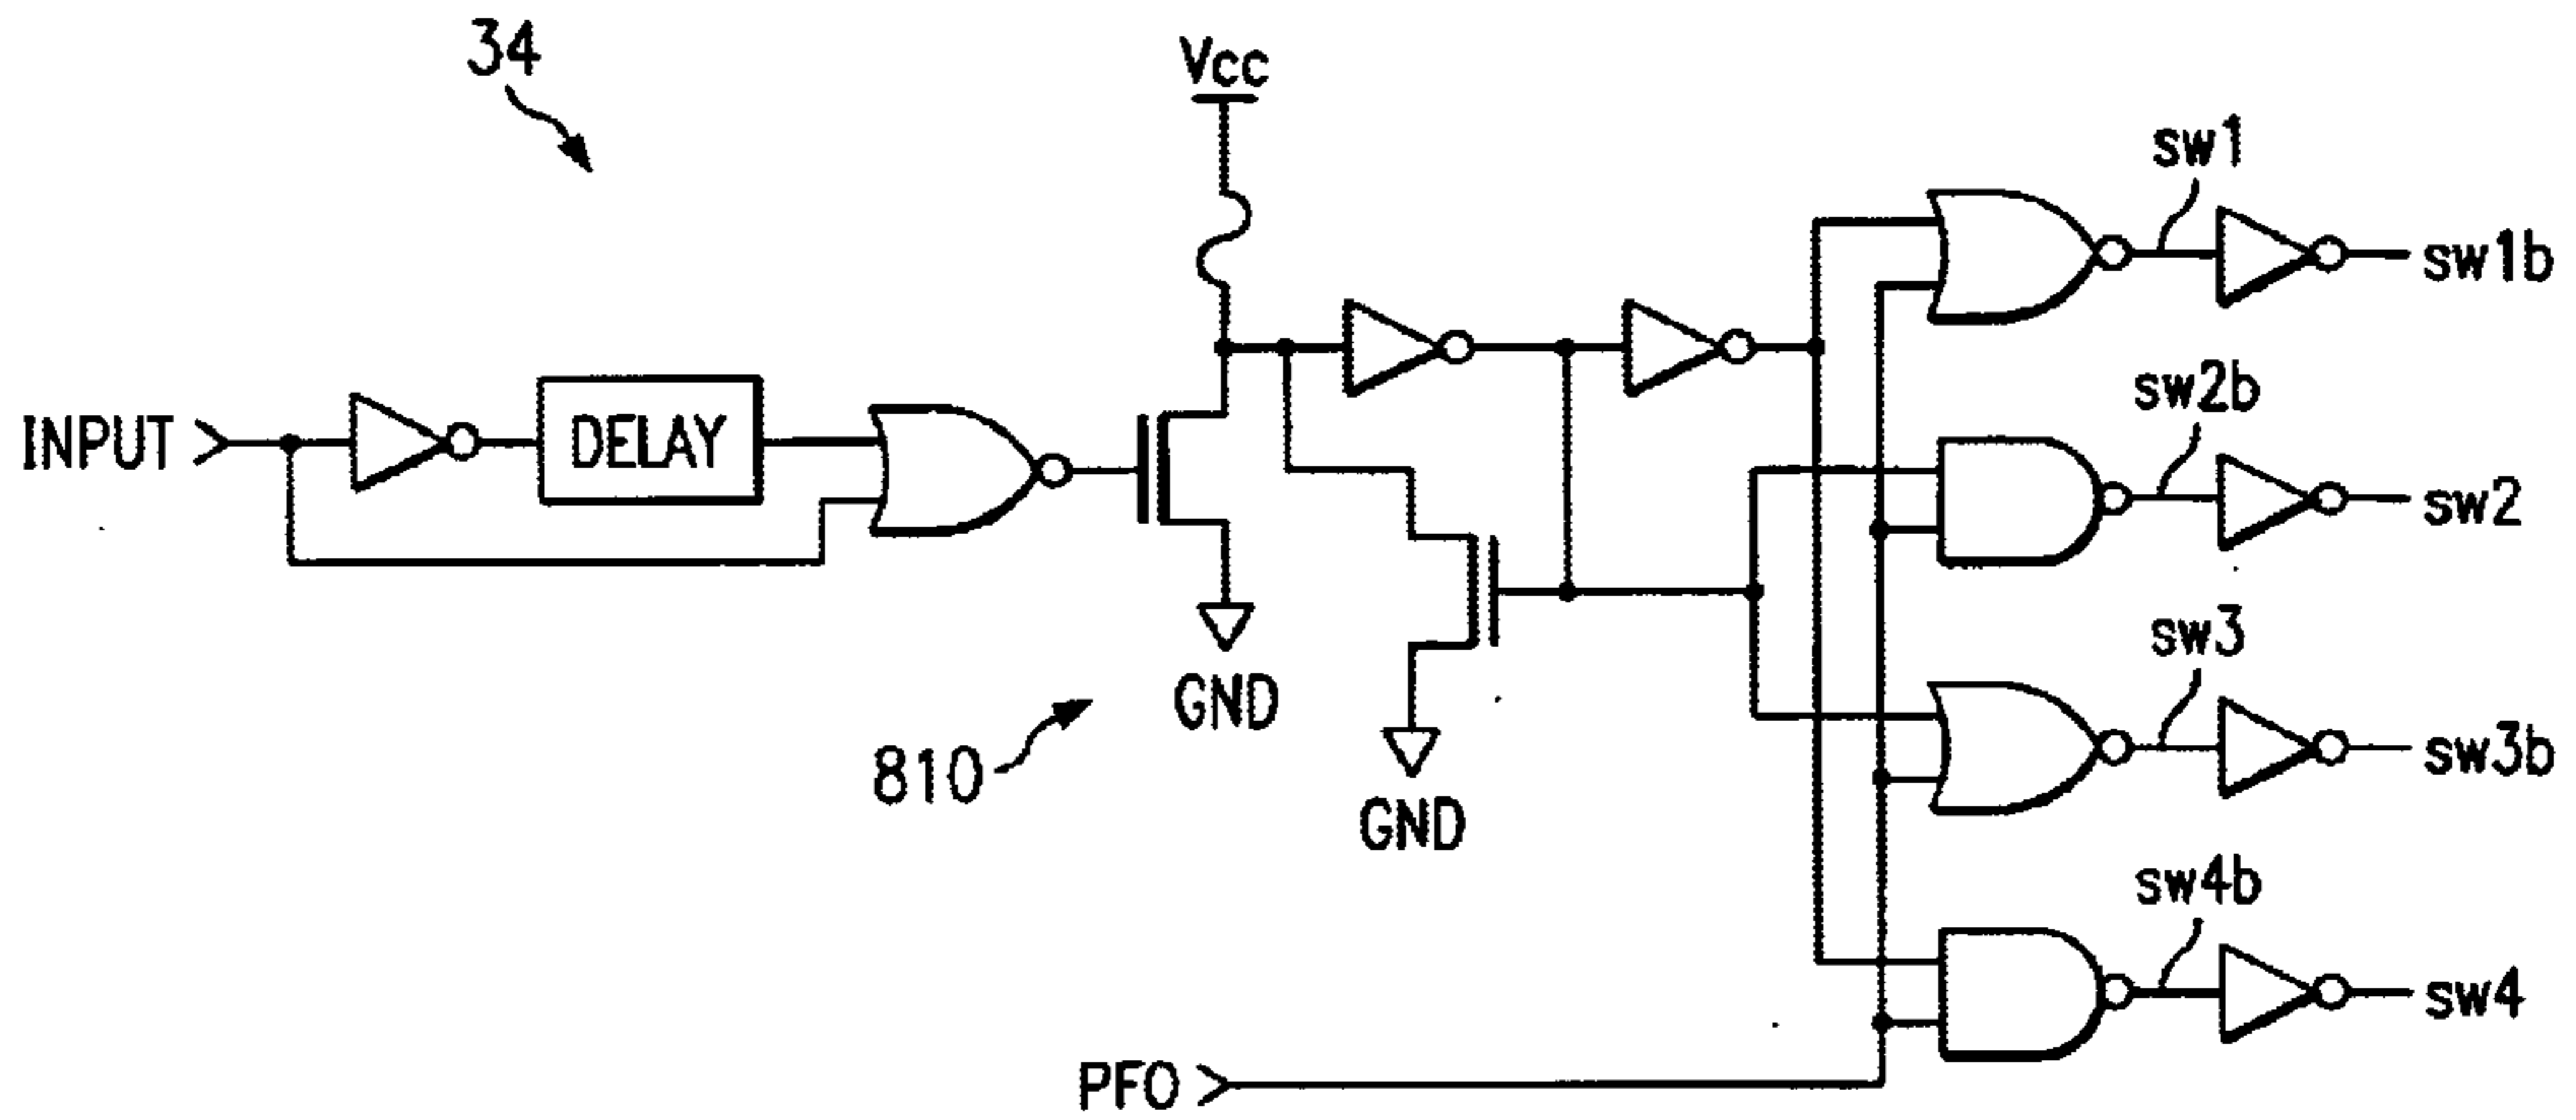 34
Vcc
sw1
sw1b
sw2b
INPUT
DELAY
sw2
sw3
GND
810
sw3b
GND
sw4b
sw4
PFO